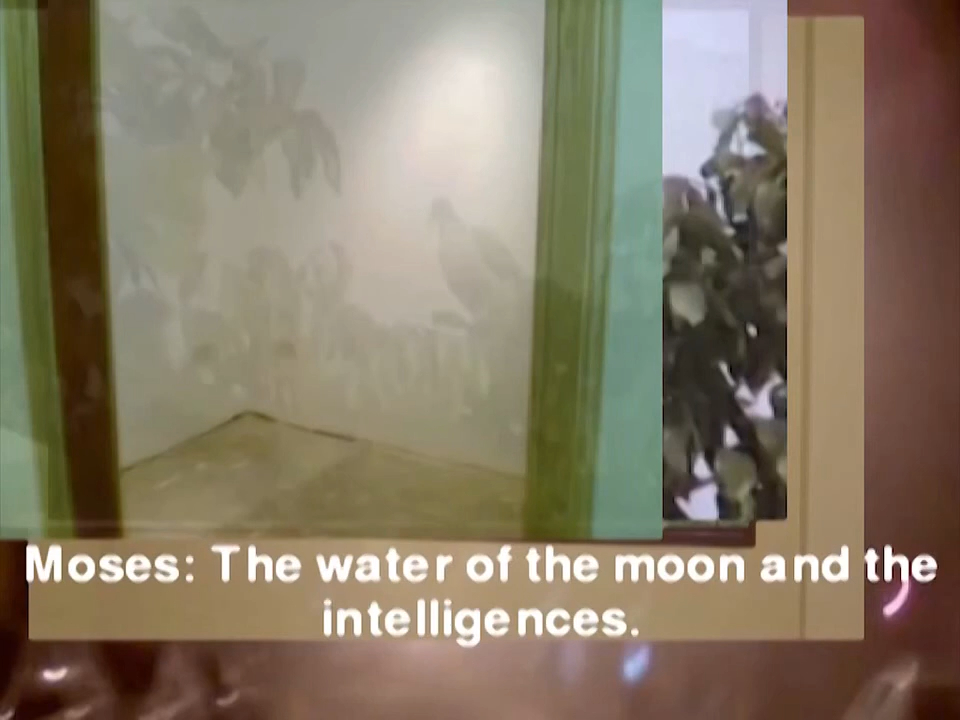 Moses: The water of the moon and the
intelligences.